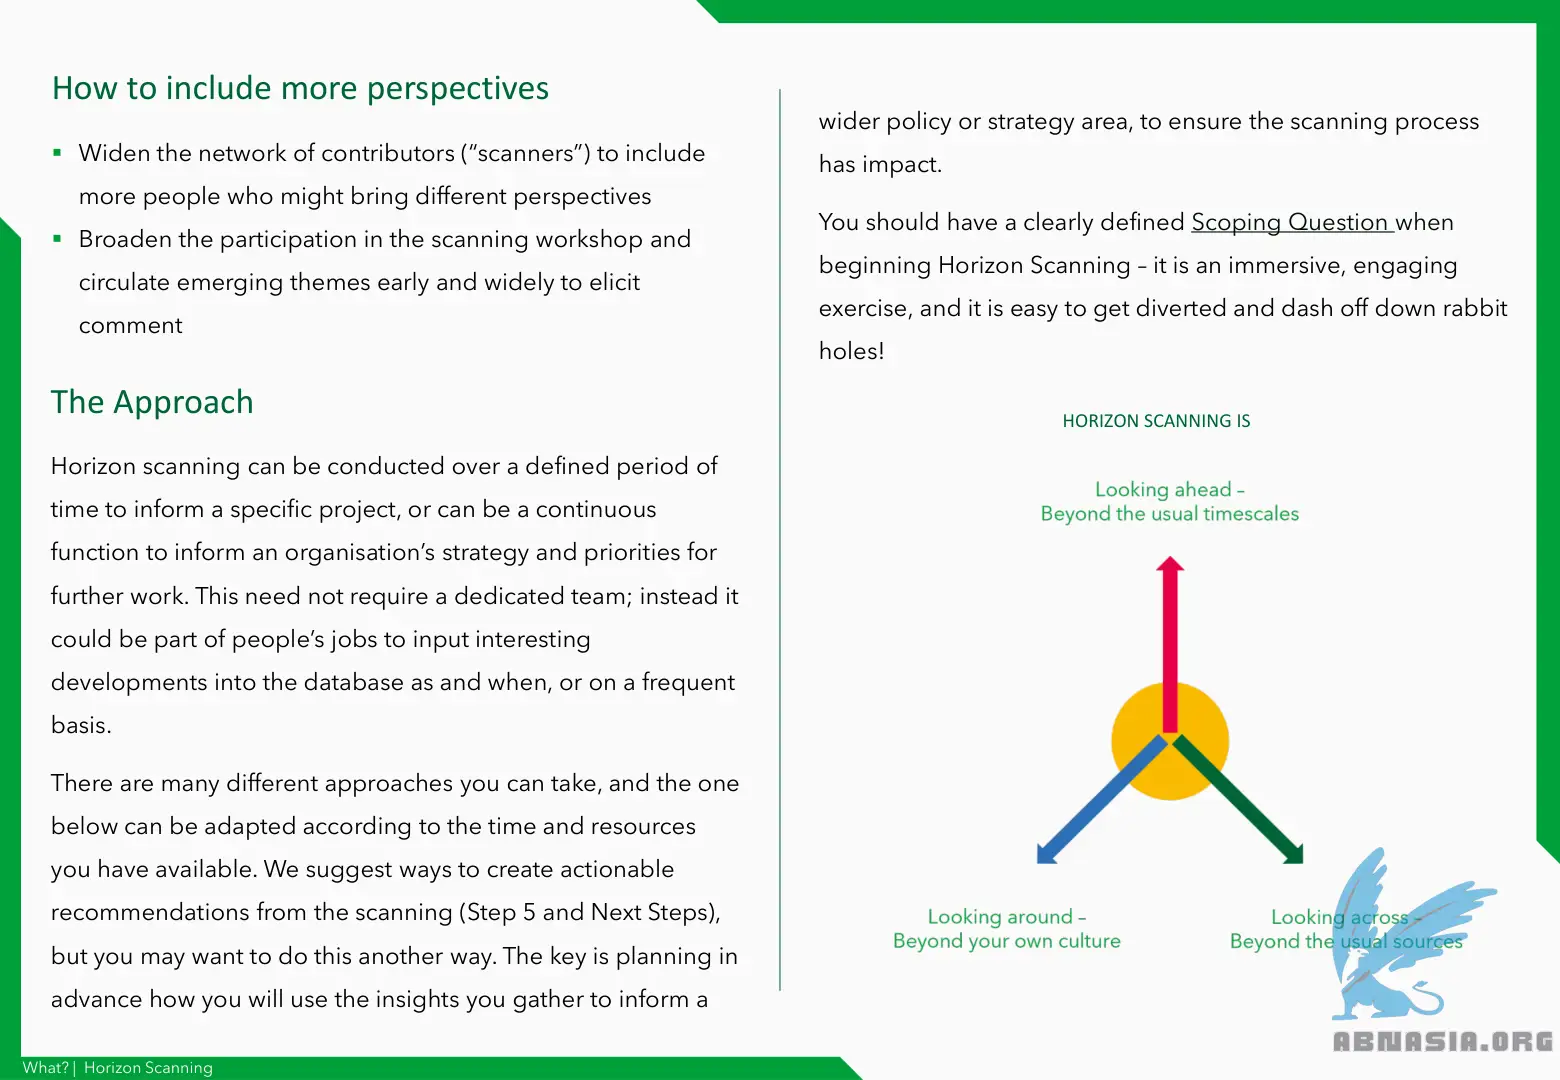 How to include more perspectives
▪ Widen the network of contributors (“scanners”) to include
more people who might bring different perspectives
▪ Broaden the participation in the scanning workshop and
circulate emerging themes early and widely to elicit
comment
The Approach
Horizon scanning can be conducted over a defined period of
time to inform a specific project, or can be a continuous
function to inform an organisation’s strategy and priorities for
further work. This need not require a dedicated team; instead it
could be part of people’s jobs to input interesting
developments into the database as and when, or on a frequent
basis.
There are many different approaches you can take, and the one
below can be adapted according to the time and resources
you have available. We suggest ways to create actionable
recommendations from the scanning (Step 5 and Next Steps),
but you may want to do this another way. The key is planning in
advance how you will use the insights you gather to inform a
wider policy or strategy area, to ensure the scanning process
has impact.
You should have a clearly defined Scoping Question when
beginning Horizon Scanning – it is an immersive, engaging
exercise, and it is easy to get diverted and dash off down rabbit
holes!
HORIZON SCANNING IS
Looking ahead –
Beyond the usual timescales
Looking around –
Beyond your own culture
Looking across –
Beyond the usual sources
ABNASIA.ORG
What? | Horizon Scanning